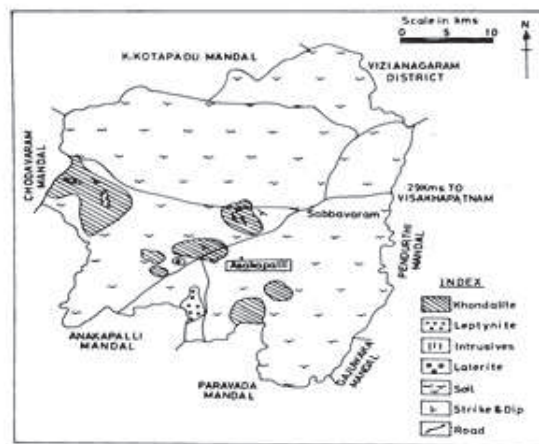 Scale in kms
0 5 10
N
K.KOTAPADU MANDAL
VIZIANAGARAM
DISTRICT
CHODAVARAM
MANDAL
29Kms TO
VISAKHAPATNAM
Sabbavaram
PENDURTHI MANDAL
Anakapalli
ANAKAPALLI
MANDAL
PARAVADA
MANDAL
GAJUWAKA
MANDAL
INDEX
Khondalite
Leptynite
Intrusives
Laterite
Soil
Strike & Dip
Road